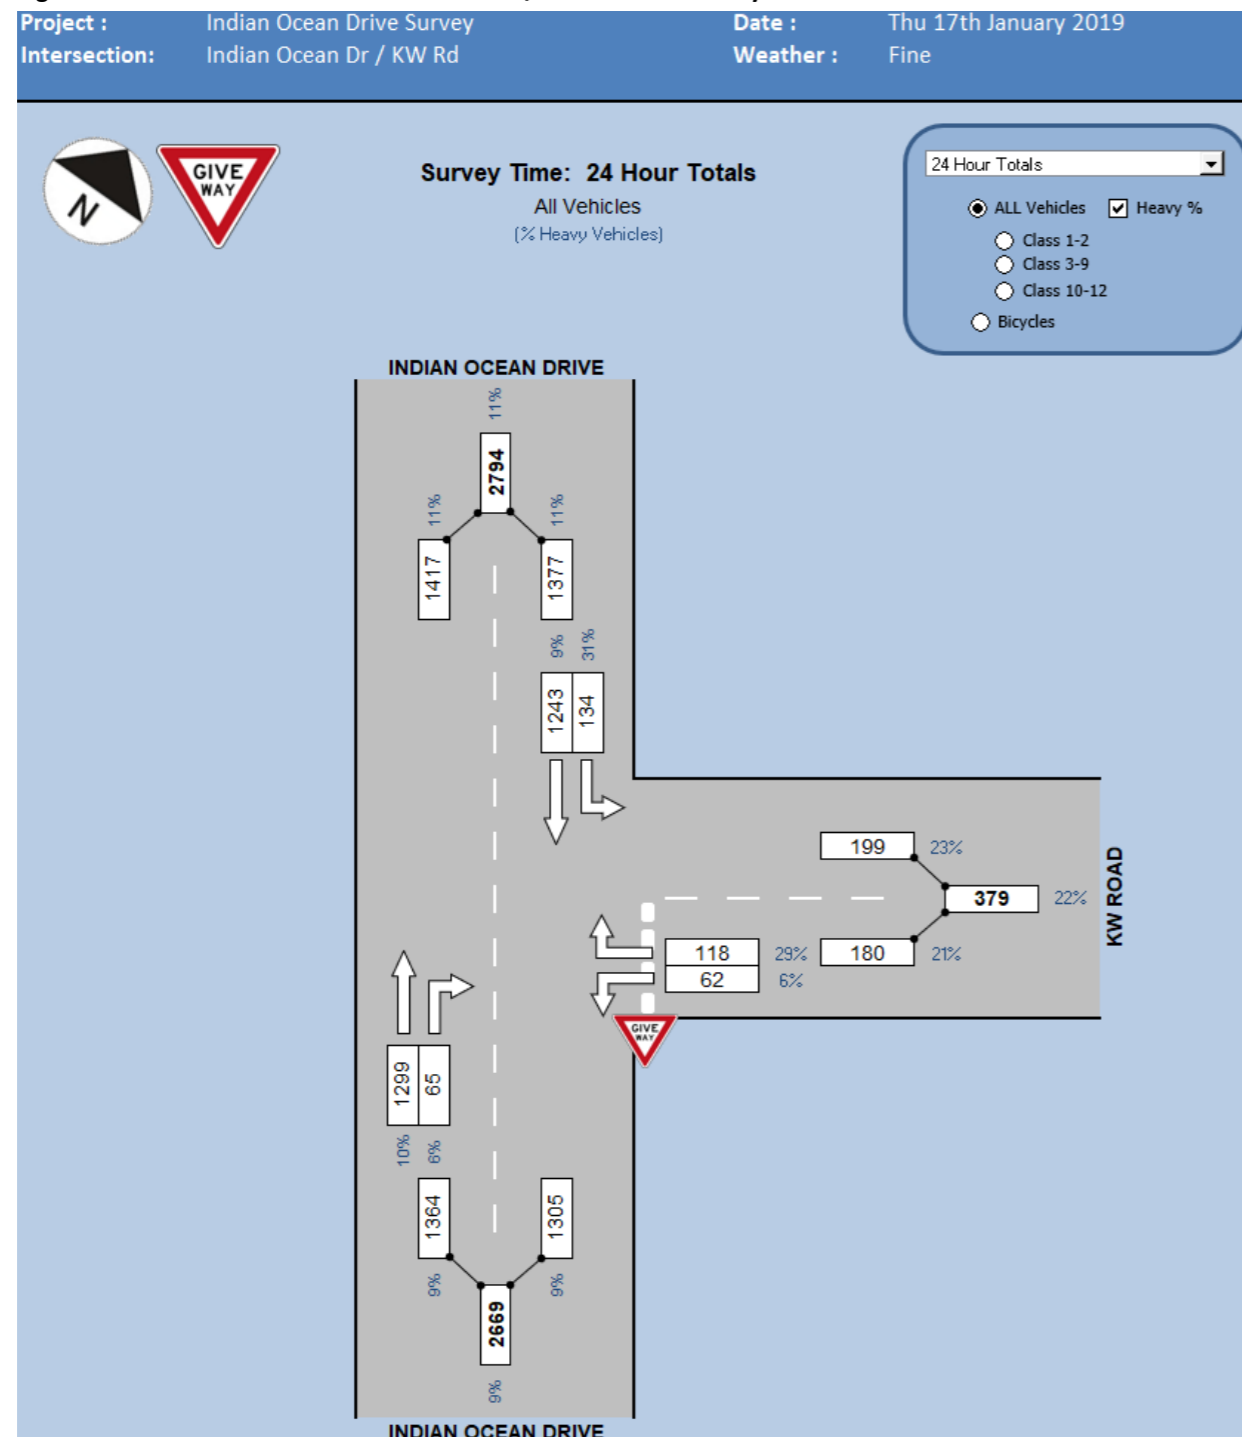 Project : Indian Ocean Drive Survey Date : Thu 17th January 2019
Intersection: Indian Ocean Dr / KW Rd Weather : Fine
N
GIVE
WAY
Survey Time: 24 Hour Totals
All Vehicles
(% Heavy Vehicles)
24 Hour Totals
ALL Vehicles Heavy %
Class 1-2
Class 3-9
Class 10-12
Bicycles
INDIAN OCEAN DRIVE
11%
2794
11% 11%
1417 1377
9% 31%
1243 134
199 23%
379 22%
KW ROAD
118 29% 180 21%
62 6%
GIVE
WAY
1299 65
10% 6%
1364 1305
9% 9%
2669
9%
INDIAN OCEAN DRIVE